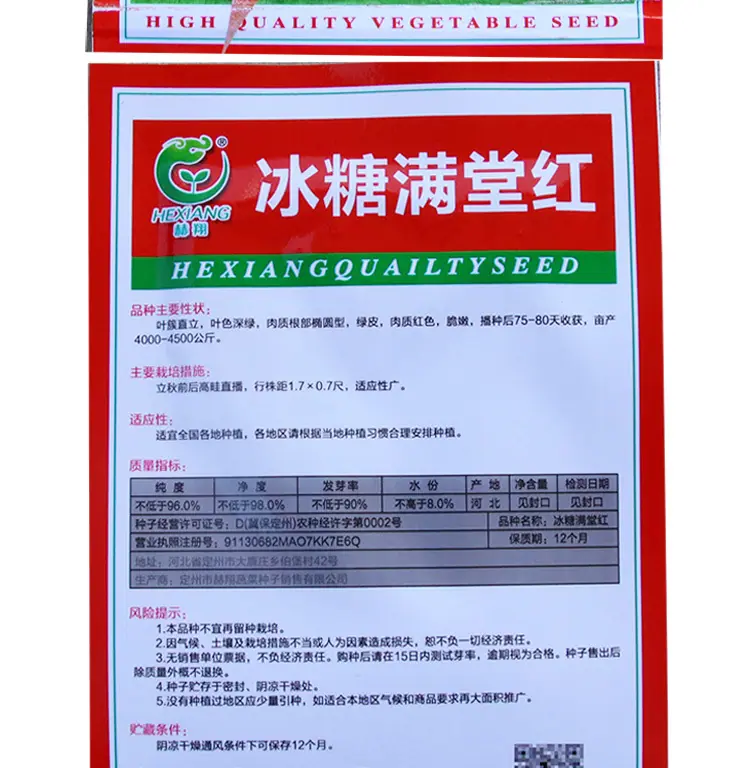 HIGH QUALITY VEGETABLE SEED
冰糖满堂红
HEXIANG
赫翔
HEXIANGQUAILTYSEED
品种主要性状：
叶簇直立，叶色深绿，肉质根部椭圆型，绿皮，肉质红色，脆嫩，播种后75-80天收获，亩产
4000-4500公斤。
主要栽培措施：
立秋前后高畦直播，行株距1.7×0.7尺，适应性广。
适应性：
适宜全国各地种植，各地区请根据当地种植习惯合理安排种植。
质量指标：
纯度 净度 发芽率 水份 产地 净含量 检测日期
不低于96.0% 不低于98.0% 不低于90% 不高于8.0% 河北 见封口 见封口
种子经营许可证号：D(冀保定州)农种经许字第0002号 品种名称：冰糖满堂红
营业执照注册号：91130682MAO7KK7E6Q 保质期：12个月
地址：河北省定州市大鹿庄乡伯堡村42号
生产商：定州市赫翔蔬菜种子销售有限公司
风险提示：
1.本品种不宜再留种栽培。
2.因气候、土壤及栽培措施不当或人为因素造成损失，恕不负一切经济责任。
3.无销售单位票据，不负经济责任。购种后请在15日内测试芽率，逾期视为合格。种子售出后
除质量外概不退换。
4.种子贮存于密封、阴凉干燥处。
5.没有种植过地区应少量引种，如适合本地区气候和商品要求再大面积推广。
贮藏条件：
阴凉干燥通风条件下可保存12个月。